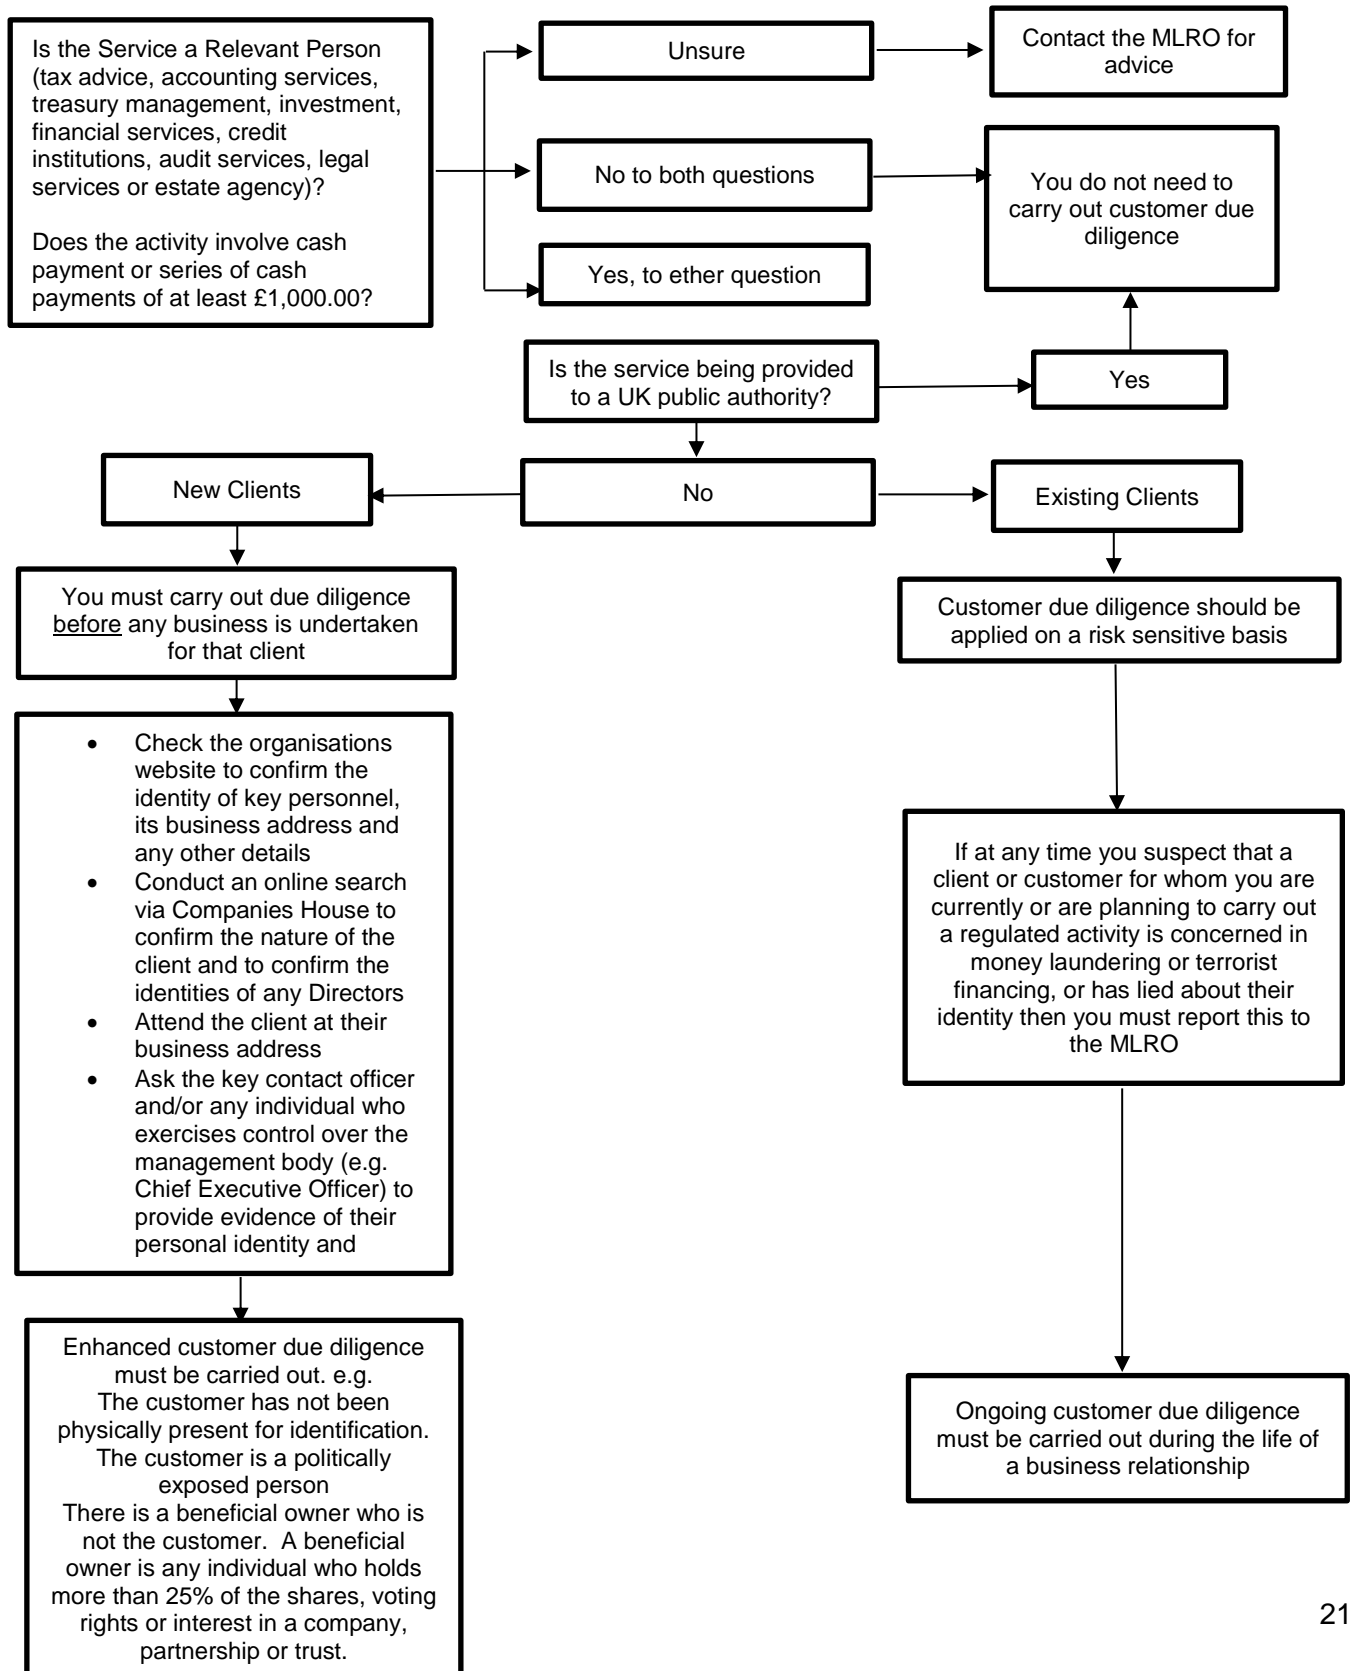 Is the Service a Relevant Person
(tax advice, accounting services,
treasury management, investment,
financial services, credit
institutions, audit services, legal
services or estate agency)?
Does the activity involve cash
payment or series of cash
payments of at least £1,000.00?
Unsure
Contact the MLRO for
advice
No to both questions
You do not need to
carry out customer due
diligence
Yes, to ether question
Is the service being provided
to a UK public authority?
Yes
New Clients
No
Existing Clients
You must carry out due diligence
before any business is undertaken
for that client
Customer due diligence should be
applied on a risk sensitive basis
• Check the organisations
website to confirm the
identity of key personnel,
its business address and
any other details
• Conduct an online search
via Companies House to
confirm the nature of the
client and to confirm the
identities of any Directors
• Attend the client at their
business address
• Ask the key contact officer
and/or any individual who
exercises control over the
management body (e.g.
Chief Executive Officer) to
provide evidence of their
personal identity and
If at any time you suspect that a
client or customer for whom you are
currently or are planning to carry out
a regulated activity is concerned in
money laundering or terrorist
financing, or has lied about their
identity then you must report this to
the MLRO
Enhanced customer due diligence
must be carried out. e.g.
The customer has not been
physically present for identification.
The customer is a politically
exposed person
There is a beneficial owner who is
not the customer. A beneficial
owner is any individual who holds
more than 25% of the shares, voting
rights or interest in a company,
partnership or trust.
Ongoing customer due diligence
must be carried out during the life of
a business relationship
21